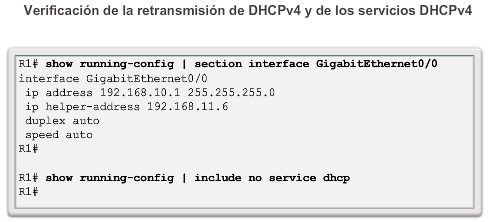 Verificación de la retransmisión de DHCPv4 y de los servicios DHCPv4
R1# show running-config | section interface GigabitEthernet0/0
interface GigabitEthernet0/0
ip address 192.168.10.1 255.255.255.0
ip helper-address 192.168.11.6
duplex auto
speed auto
R1#
R1# show running-config | include no service dhcp
R1#